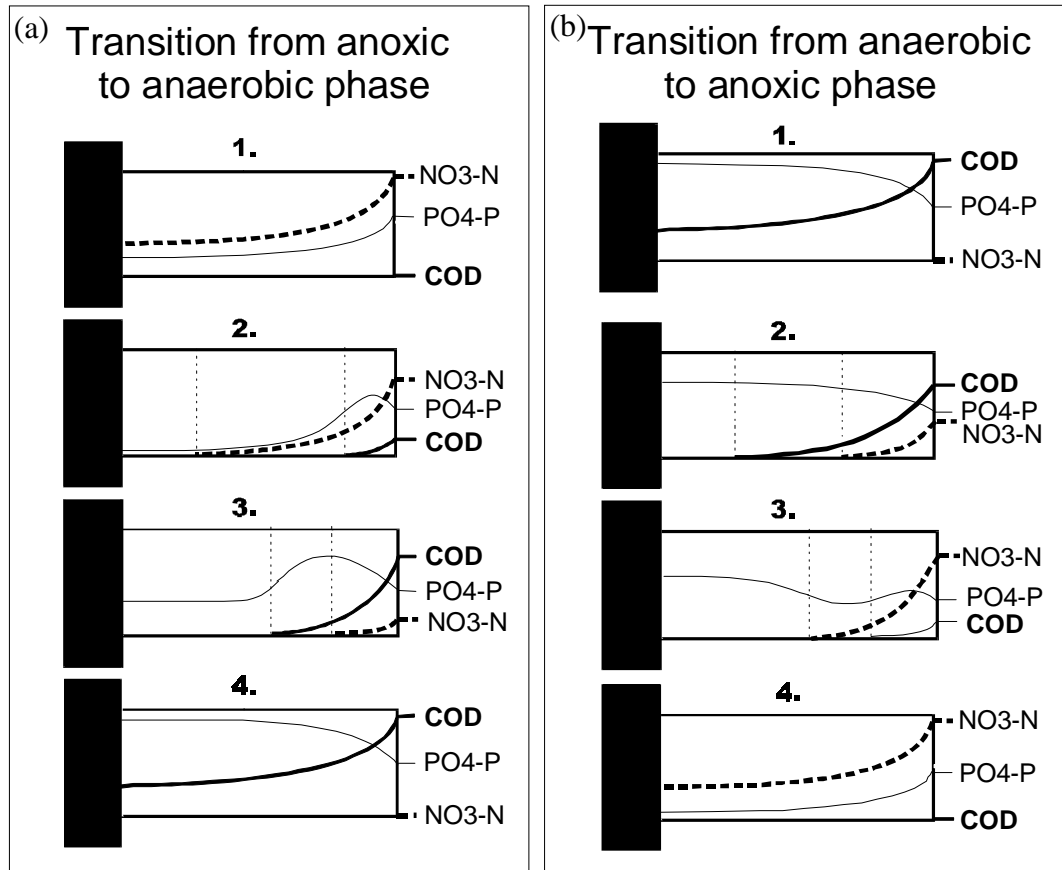 (a)
Transition from anoxic
to anaerobic phase
1.
NO3-N
PO4-P
COD
2.
NO3-N
PO4-P
COD
3.
COD
PO4-P
NO3-N
4.
COD
PO4-P
NO3-N
(b)
Transition from anaerobic
to anoxic phase
1.
COD
PO4-P
NO3-N
2.
COD
PO4-P
NO3-N
3.
NO3-N
PO4-P
COD
4.
NO3-N
PO4-P
COD